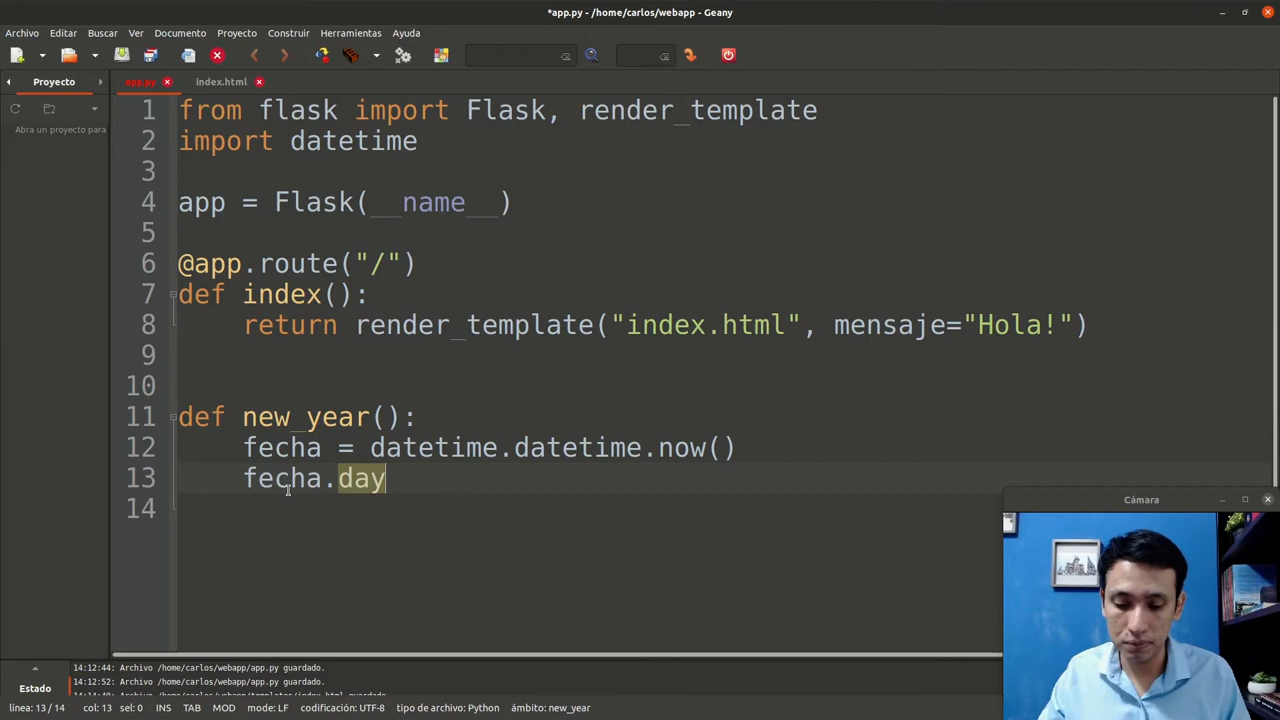 *app.py - /home/carlos/webapp - Geany
Archivo Editar Buscar Ver Documento Proyecto Construir Herramientas Ayuda
Proyecto
app.py index.html
Abra un proyecto para
1 from flask import Flask, render_template
2 import datetime
3
4 app = Flask(__name__)
5
6 @app.route("/")
7 def index():
8 return render_template("index.html", mensaje="Hola!")
9
10
11 def new_year():
12 fecha = datetime.datetime.now()
13 fecha.day
14
Cámara
14:12:44: Archivo /home/carlos/webapp/app.py guardado.
14:12:52: Archivo /home/carlos/webapp/app.py guardado.
Estado
línea: 13 / 14 col: 13 sel: 0 INS TAB MOD mode: LF codificación: UTF-8 tipo de archivo: Python ámbito: new_year